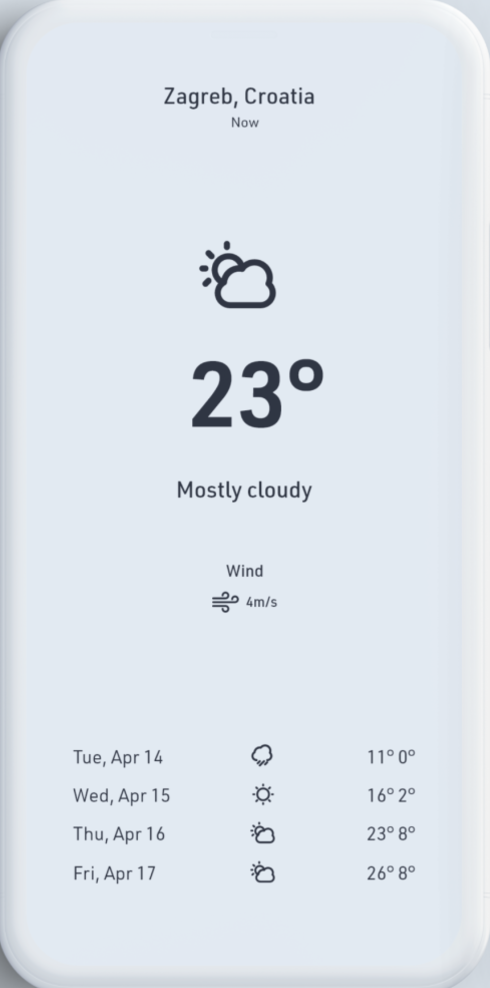 Zagreb, Croatia
Now
23°
Mostly cloudy
Wind
4m/s
Tue, Apr 14 11° 0°
Wed, Apr 15 16° 2°
Thu, Apr 16 23° 8°
Fri, Apr 17 26° 8°